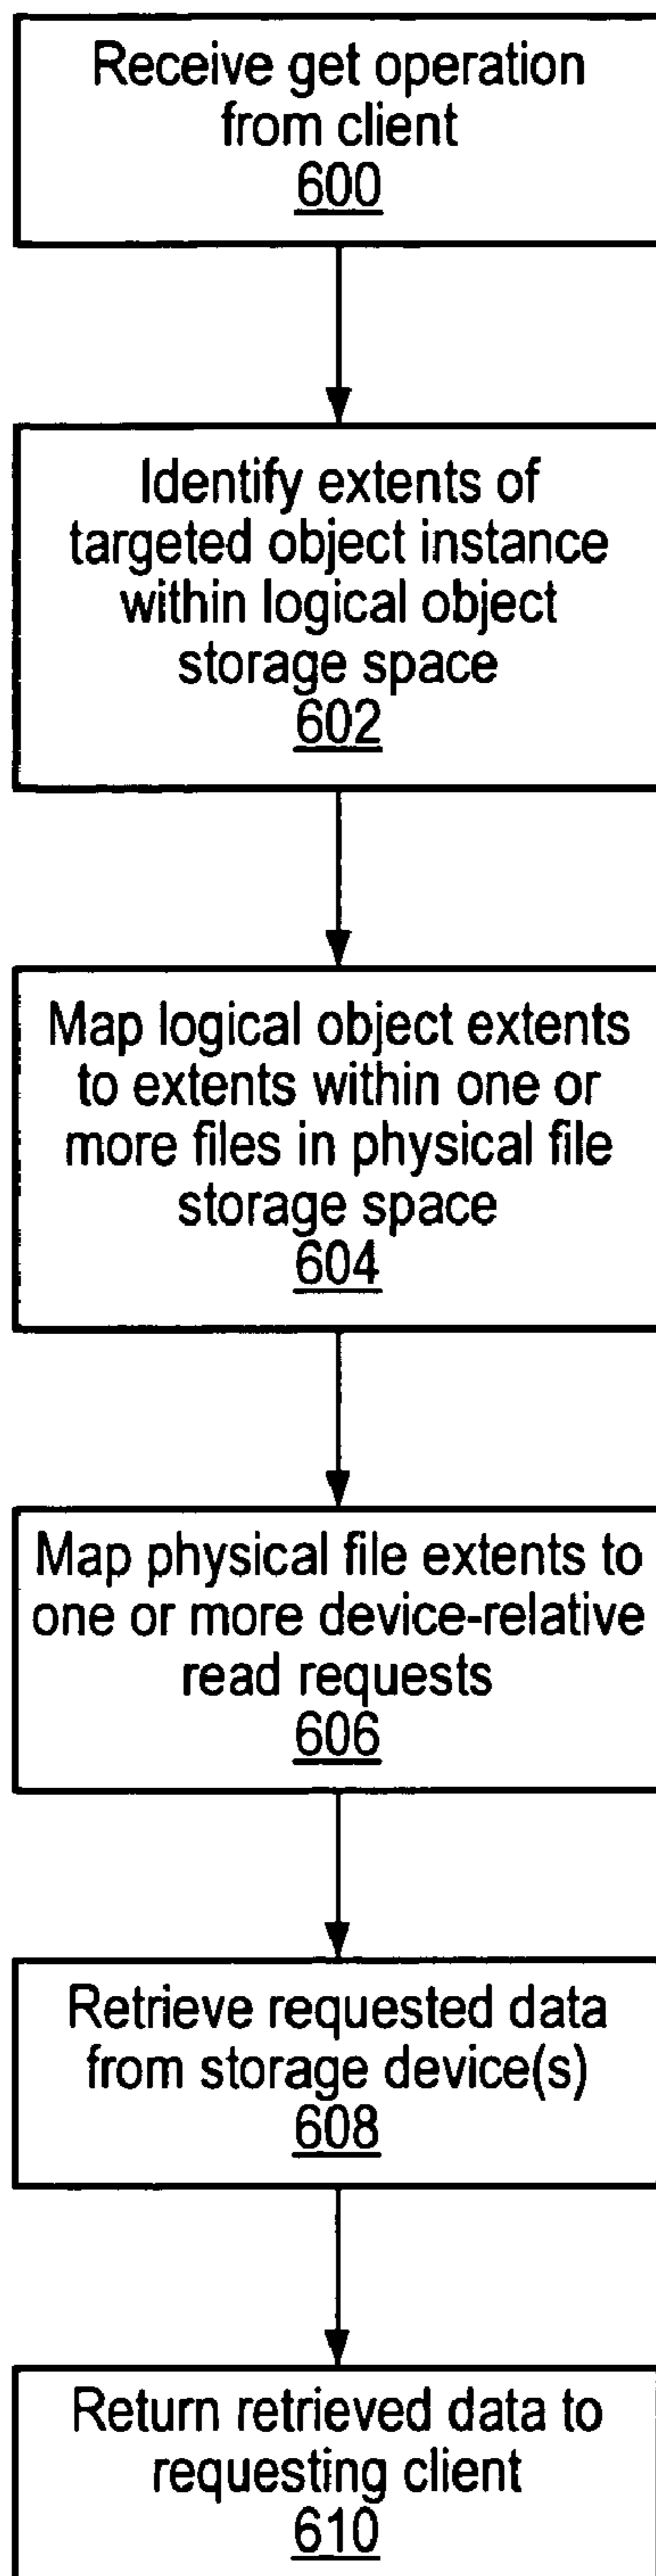 Receive get operation
from client
600
Identify extents of
targeted object instance
within logical object
storage space
602
Map logical object extents
to extents within one or
more files in physical file
storage space
604
Map physical file extents to
one or more device-relative
read requests
606
Retrieve requested data
from storage device(s)
608
Return retrieved data to
requesting client
610